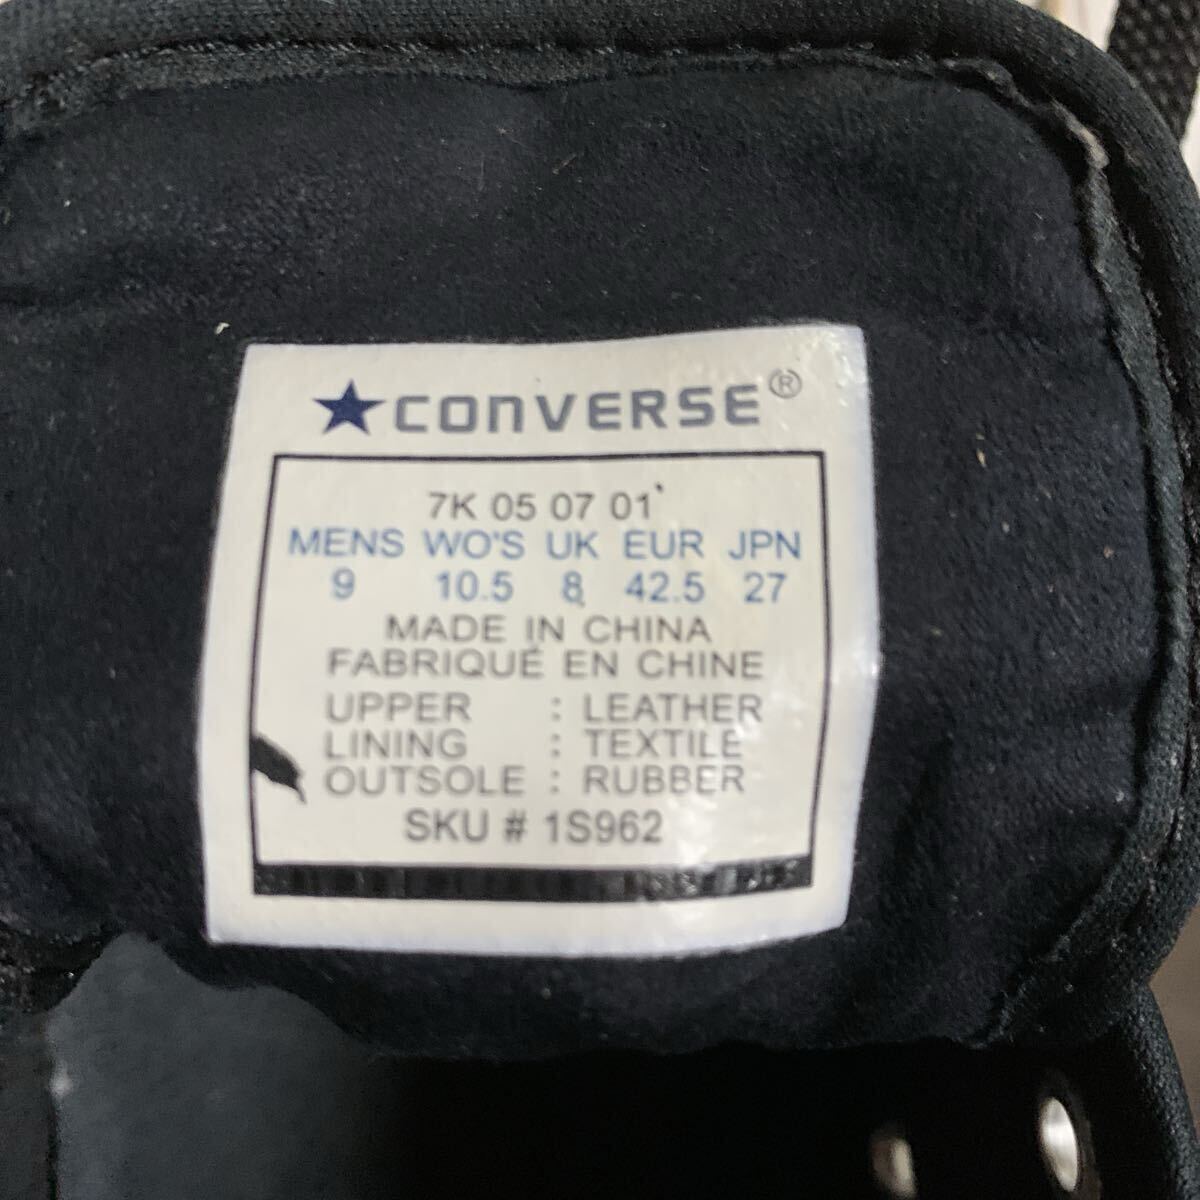 ★CONVERSE®
7K 05 07 01
MENS WO'S UK EUR JPN
9 10.5 8 42.5 27
MADE IN CHINA
FABRIQUÉ EN CHINE
UPPER : LEATHER
LINING : TEXTILE
OUTSOLE : RUBBER
SKU # 1S962